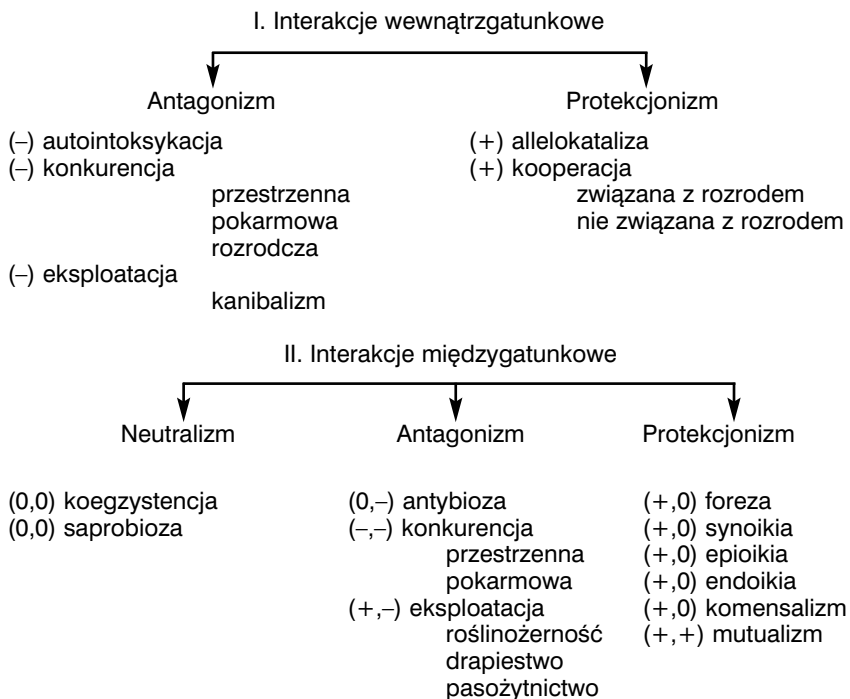 I. Interakcje wewnątrzgatunkowe
Antagonizm
(–) autointoksykacja
(–) konkurencja
przestrzenna
pokarmowa
rozrodcza
(–) eksploatacja
kanibalizm
Protekcjonizm
(+) allelokataliza
(+) kooperacja
związana z rozrodem
nie związana z rozrodem
II. Interakcje międzygatunkowe
Neutralizm
(0,0) koegzystencja
(0,0) saprobioza
Antagonizm
(0,–) antybioza
(–,–) konkurencja
przestrzenna
pokarmowa
(+,–) eksploatacja
roślinożerność
drapiestwo
pasożytnictwo
Protekcjonizm
(+,0) foreza
(+,0) synoikia
(+,0) epioikia
(+,0) endoikia
(+,0) komensalizm
(+,+) mutualizm